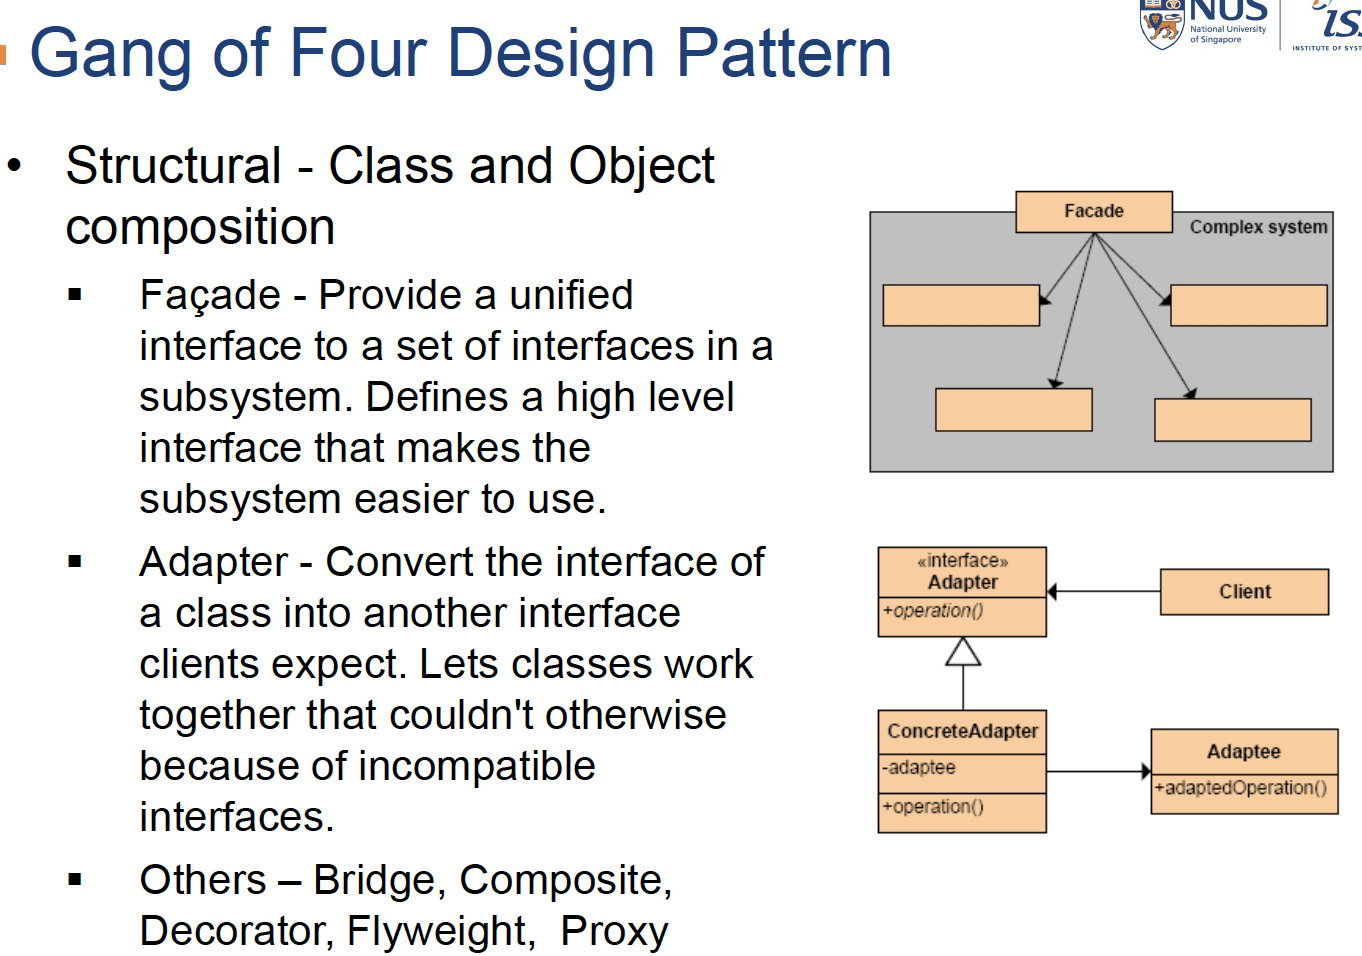 NUS
National University
of Singapore
INSTITUTE OF SYST
Gang of Four Design Pattern
• Structural - Class and Object
composition
▪ Façade - Provide a unified
interface to a set of interfaces in a
subsystem. Defines a high level
interface that makes the
subsystem easier to use.
▪ Adapter - Convert the interface of
a class into another interface
clients expect. Lets classes work
together that couldn't otherwise
because of incompatible
interfaces.
▪ Others – Bridge, Composite,
Decorator, Flyweight, Proxy
Facade
Complex system
«interface»
Adapter
+operation()
Client
ConcreteAdapter
-adaptee
+operation()
Adaptee
+adaptedOperation()